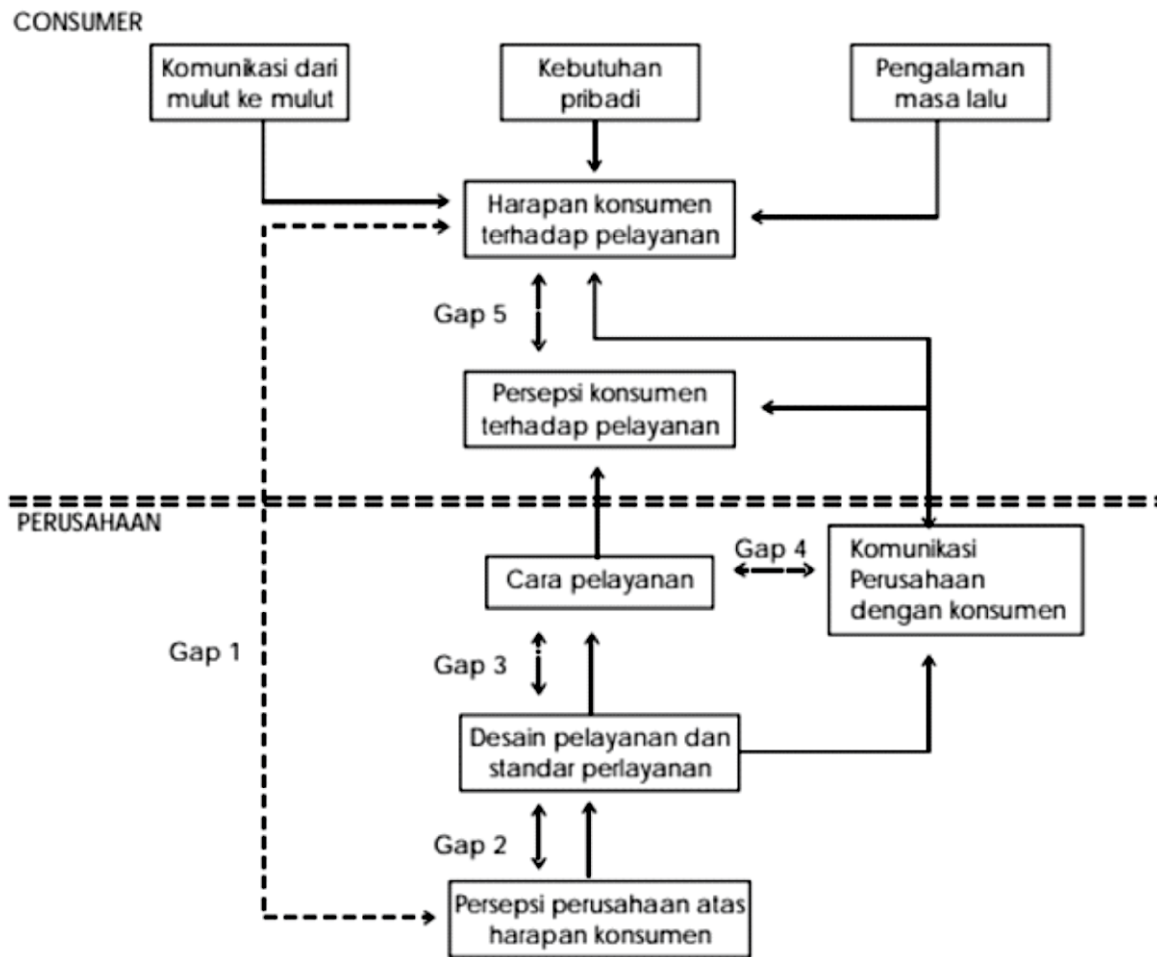 CONSUMER
Komunikasi dari
mulut ke mulut
Kebutuhan
pribadi
Pengalaman
masa lalu
Harapan konsumen
terhadap pelayanan
Gap 5
Persepsi konsumen
terhadap pelayanan
PERUSAHAAN
Cara pelayanan
Gap 4
Komunikasi
Perusahaan
dengan konsumen
Gap 1
Gap 3
Desain pelayanan dan
standar perlayanan
Gap 2
Persepsi perusahaan atas
harapan konsumen